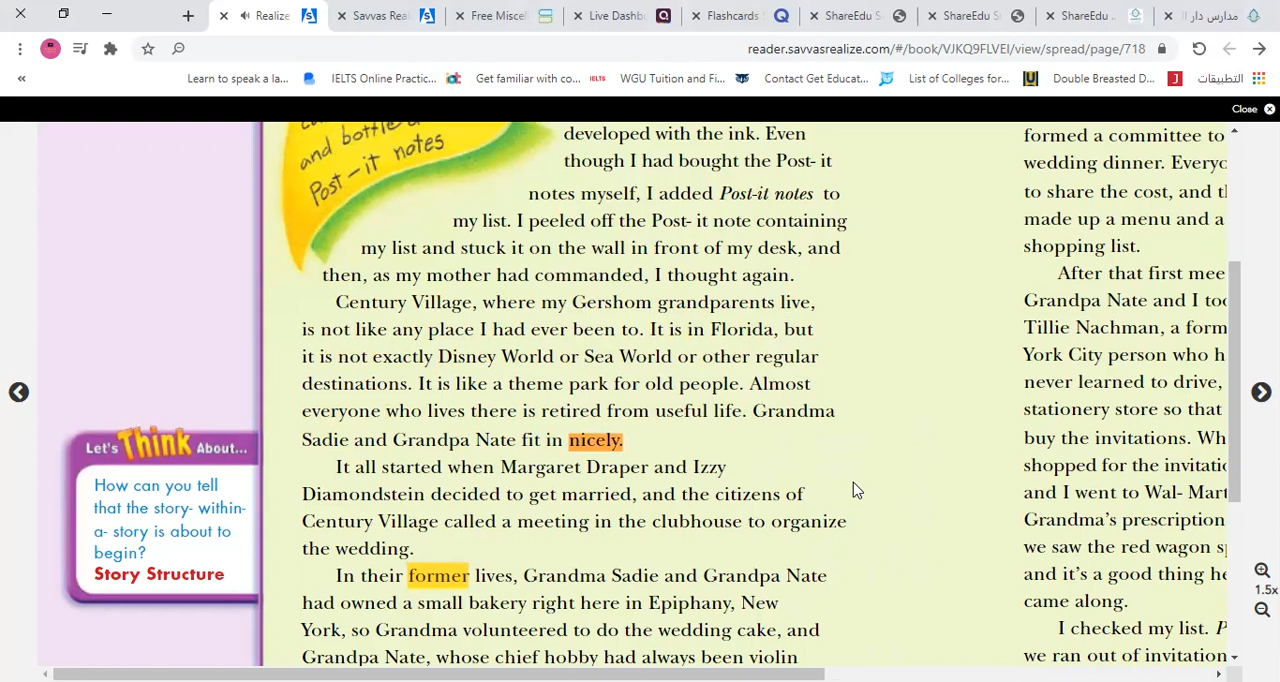 Realize
Savvas Rea
Free Miscel
Live Dashb
Flashcards
ShareEdu S
ShareEdu S
ShareEdu ..
مدارس دار ا
reader.savvasrealize.com/#/book/VJKQ9FLVEI/view/spread/page/718
«
Learn to speak a la...
IELTS Online Practic...
Get familiar with co...
IELTS
WGU Tuition and Fi...
Contact Get Educat...
List of Colleges for...
Double Breasted D...
التطبيقات
Close
and bottle
Post-it notes
developed with the ink. Even
though I had bought the Post- it
notes myself, I added Post-it notes to
my list. I peeled off the Post- it note containing
my list and stuck it on the wall in front of my desk, and
then, as my mother had commanded, I thought again.
Century Village, where my Gershom grandparents live,
is not like any place I had ever been to. It is in Florida, but
it is not exactly Disney World or Sea World or other regular
destinations. It is like a theme park for old people. Almost
everyone who lives there is retired from useful life. Grandma
Sadie and Grandpa Nate fit in nicely.
It all started when Margaret Draper and Izzy
Diamondstein decided to get married, and the citizens of
Century Village called a meeting in the clubhouse to organize
the wedding.
In their former lives, Grandma Sadie and Grandpa Nate
had owned a small bakery right here in Epiphany, New
York, so Grandma volunteered to do the wedding cake, and
Grandpa Nate, whose chief hobby had always been violin
Let's Think About...
How can you tell
that the story- within-
a- story is about to
begin?
Story Structure
formed a committee to
wedding dinner. Everyo
to share the cost, and t
made up a menu and a
shopping list.
After that first mee
Grandpa Nate and I too
Tillie Nachman, a form
York City person who h
never learned to drive,
stationery store so that
buy the invitations. Wh
shopped for the invitatio
and I went to Wal- Mart
Grandma's prescription
we saw the red wagon sp
and it's a good thing he
came along.
I checked my list. P
we ran out of invitation
1.5x